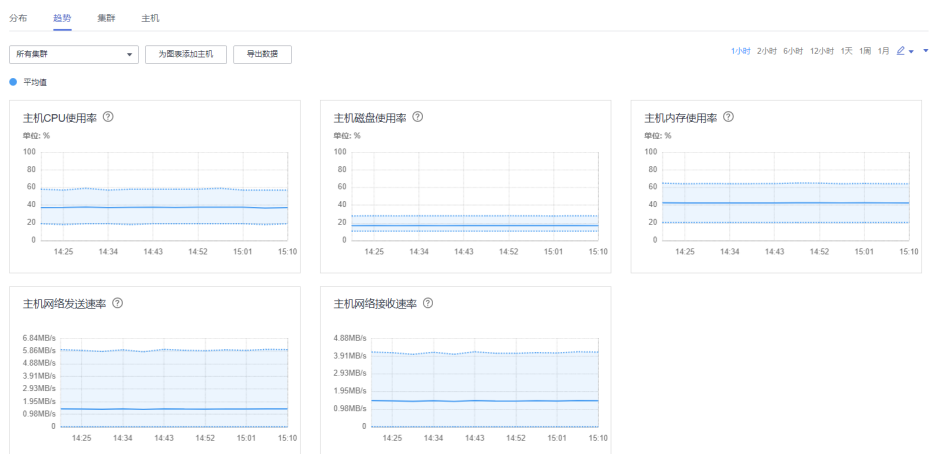 分布 趋势 集群 主机
所有集群 为图表添加主机 导出数据 1小时 2小时 6小时 12小时 1天 1周 1月
平均值
主机CPU使用率 ?
单位: %
100
80
60
40
20
0
14:25 14:34 14:43 14:52 15:01 15:10
主机磁盘使用率 ?
单位: %
100
80
60
40
20
0
14:25 14:34 14:43 14:52 15:01 15:10
主机内存使用率 ?
单位: %
100
80
60
40
20
0
14:25 14:34 14:43 14:52 15:01 15:10
主机网络发送速率 ?
6.84MB/s
5.86MB/s
4.88MB/s
3.91MB/s
2.93MB/s
1.95MB/s
0.98MB/s
0
14:25 14:34 14:43 14:52 15:01 15:10
主机网络接收速率 ?
4.88MB/s
3.91MB/s
2.93MB/s
1.95MB/s
0.98MB/s
0
14:25 14:34 14:43 14:52 15:01 15:10